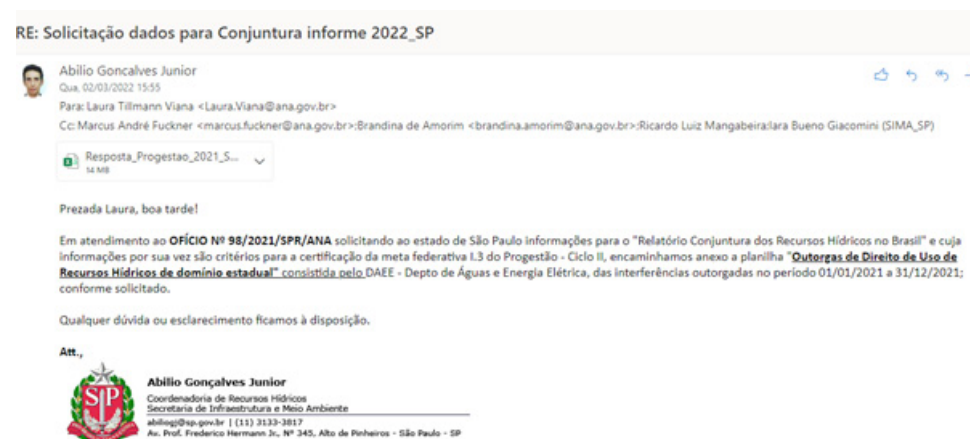 RE: Solicitação dados para Conjuntura informe 2022_SP
Abilio Goncalves Junior
Qua, 02/03/2022 15:55
Para: Laura Tillmann Viana <Laura.Viana@ana.gov.br>
Cc: Marcus André Fuckner <marcus.fuckner@ana.gov.br>;Brandina de Amorim <brandina.amorim@ana.gov.br>;Ricardo Luiz Mangabeira;Iara Bueno Giacomini (SIMA_SP)
Resposta_Progestao_2021_S...
14 MB
Prezada Laura, boa tarde!
Em atendimento ao OFÍCIO Nº 98/2021/SPR/ANA solicitando ao estado de São Paulo informações para o "Relatório Conjuntura dos Recursos Hídricos no Brasil" e cuja
informações por sua vez são critérios para a certificação da meta federativa I.3 do Progestão - Ciclo II, encaminhamos anexo a planilha "Outorgas de Direito de Uso de
Recursos Hídricos de domínio estadual" consistida pelo DAEE - Depto de Águas e Energia Elétrica, das interferências outorgadas no período 01/01/2021 a 31/12/2021;
conforme solicitado.
Qualquer dúvida ou esclarecimento ficamos à disposição.
Att.,
SP
Abilio Gonçalves Junior
Coordenadoria de Recursos Hídricos
Secretaria de Infraestrutura e Meio Ambiente
abiliogj@sp.gov.br | (11) 3133-3817
Av. Prof. Frederico Hermann Jr., Nº 345, Alto de Pinheiros - São Paulo - SP